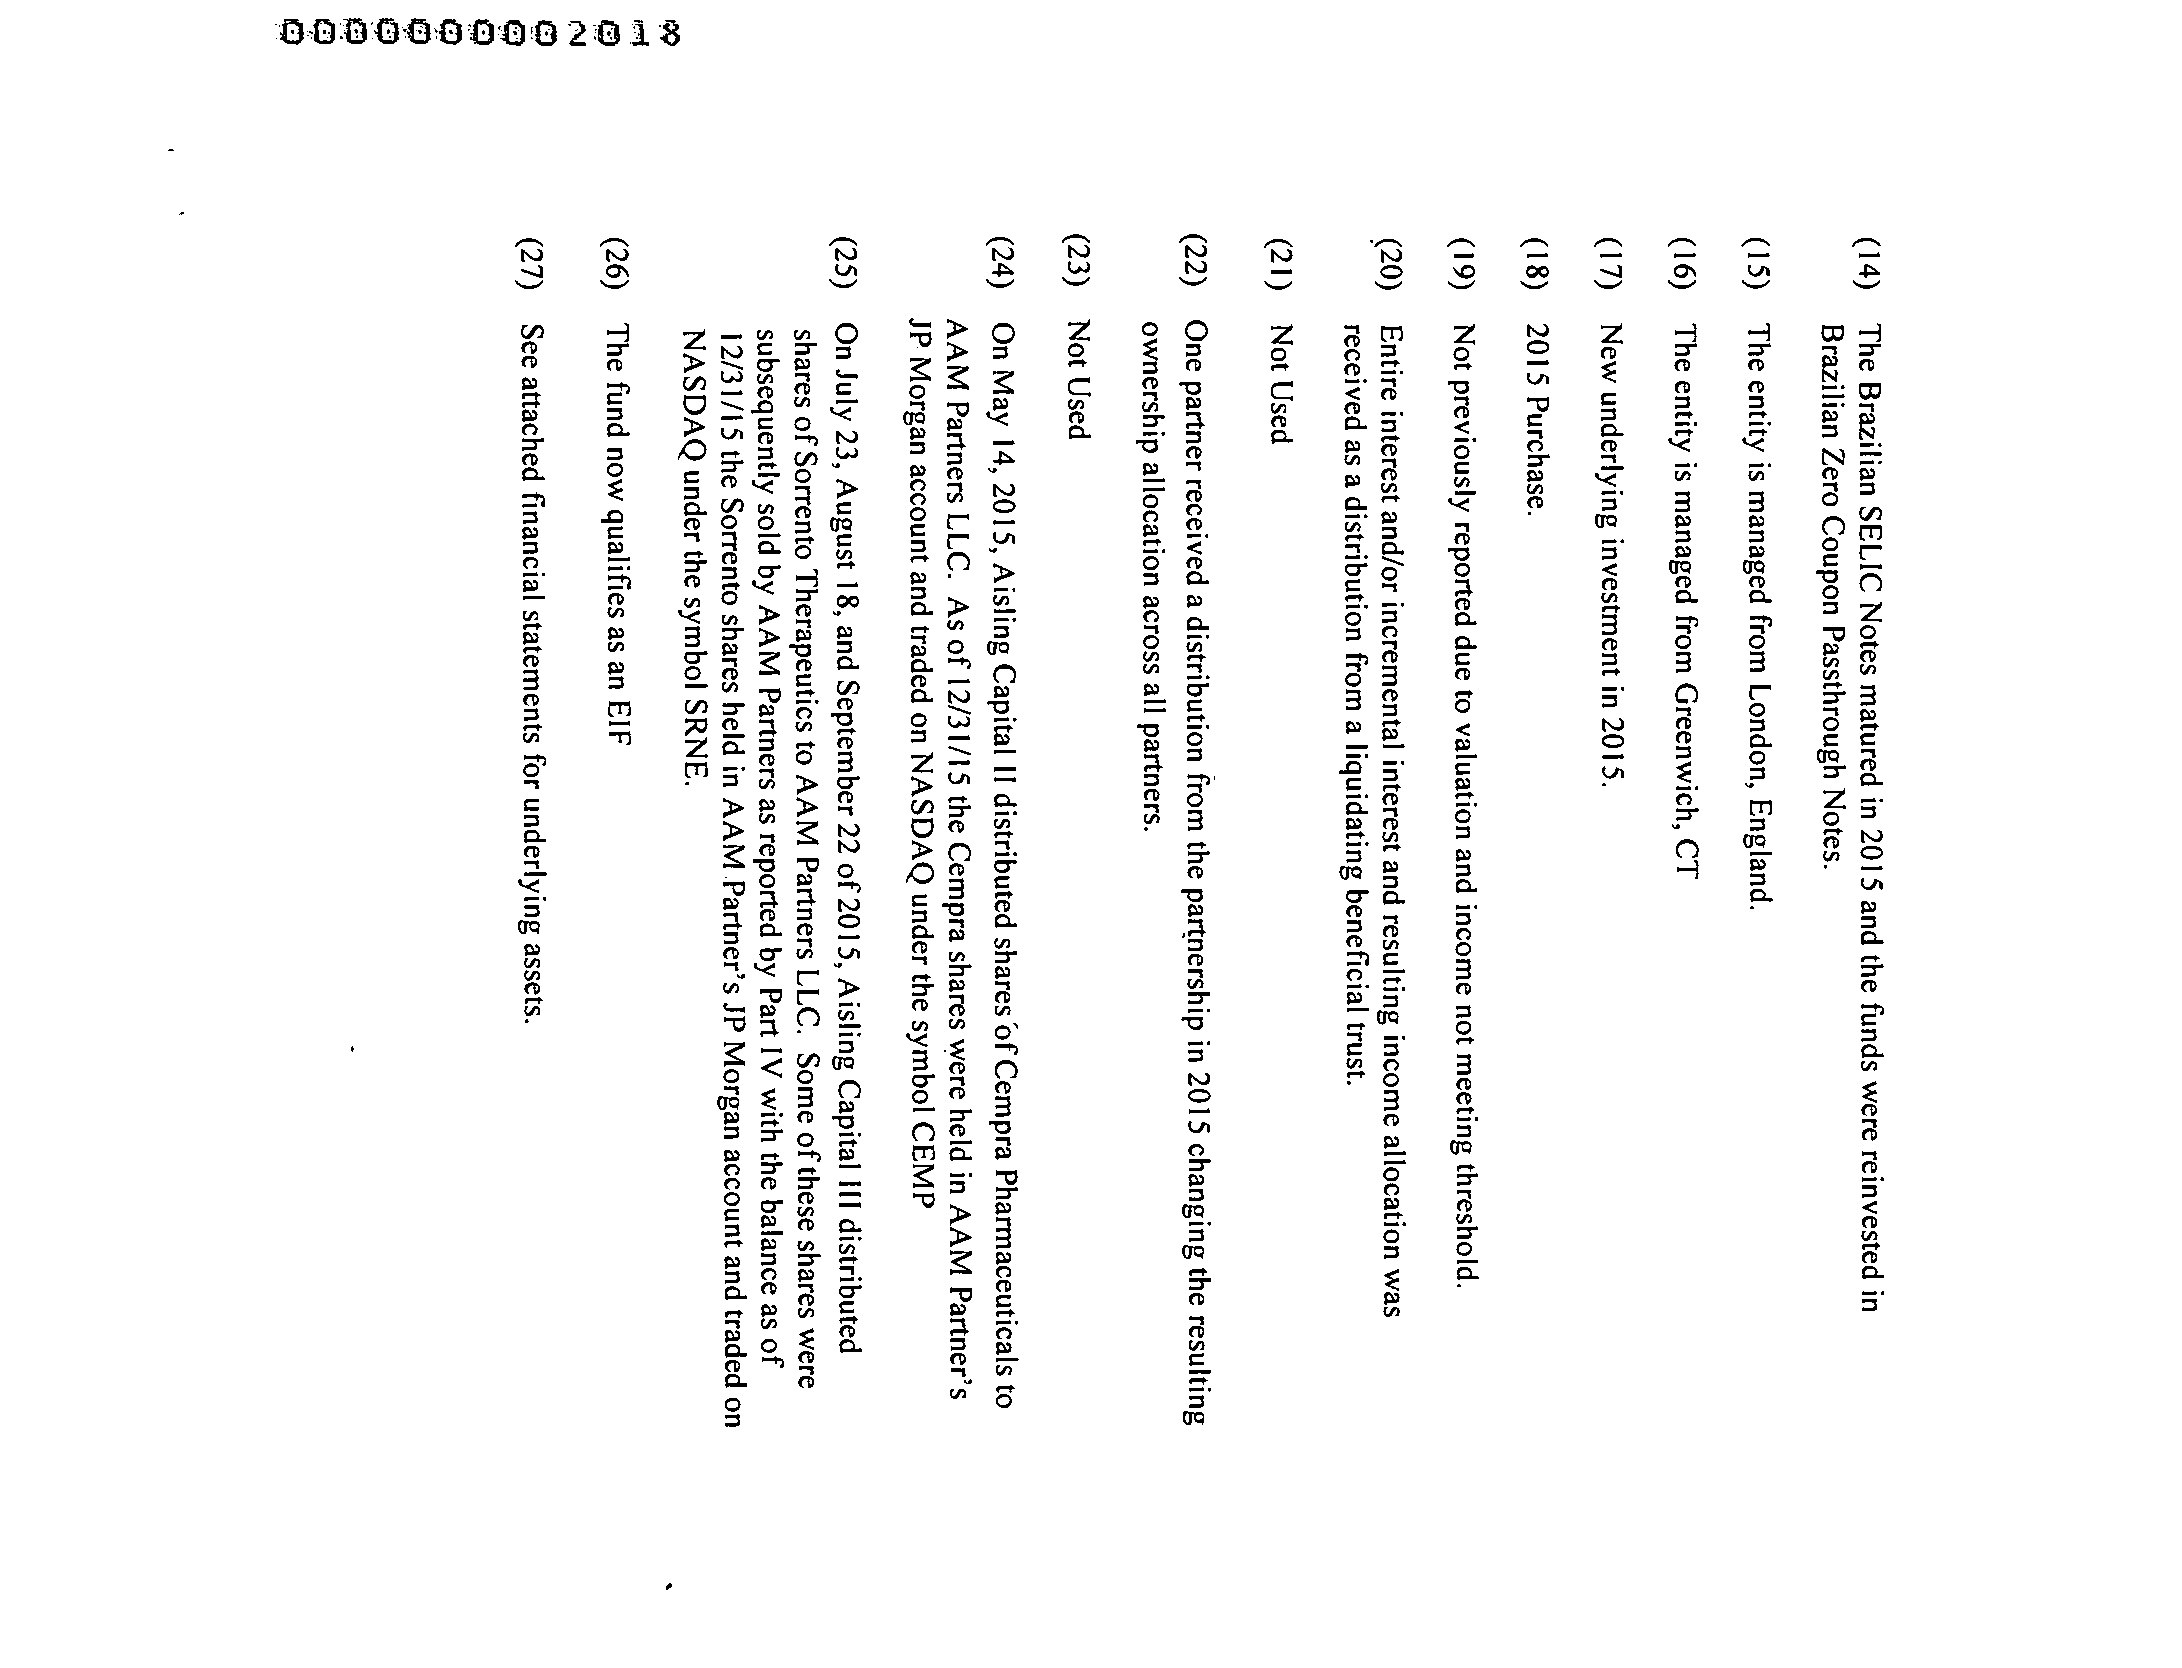 000000002018
(14) The Brazilian SELIC Notes matured in 2015 and the funds were reinvested in
Brazilian Zero Coupon Passthrough Notes.
(15) The entity is managed from London, England.
(16) The entity is managed from Greenwich, CT
(17) New underlying investment in 2015.
(18) 2015 Purchase.
(19) Not previously reported due to valuation and income not meeting threshold.
(20) Entire interest and/or incremental interest and resulting income allocation was
received as a distribution from a liquidating beneficial trust.
(21) Not Used
(22) One partner received a distribution from the partnership in 2015 changing the resulting
ownership allocation across all partners.
(23) Not Used
(24) On May 14, 2015, Aisling Capital II distributed shares of Cempra Pharmaceuticals to
AAM Partners LLC. As of 12/31/15 the Cempra shares were held in AAM Partner's
JP Morgan account and traded on NASDAQ under the symbol CEMP
(25) On July 23, August 18, and September 22 of 2015, Aisling Capital III distributed
shares of Sorrento Therapeutics to AAM Partners LLC. Some of these shares were
subsequently sold by AAM Partners as reported by Part IV with the balance as of
12/31/15 the Sorrento shares held in AAM Partner's JP Morgan account and traded on
NASDAQ under the symbol SRNE.
(26) The fund now qualifies as an EIF
(27) See attached financial statements for underlying assets.